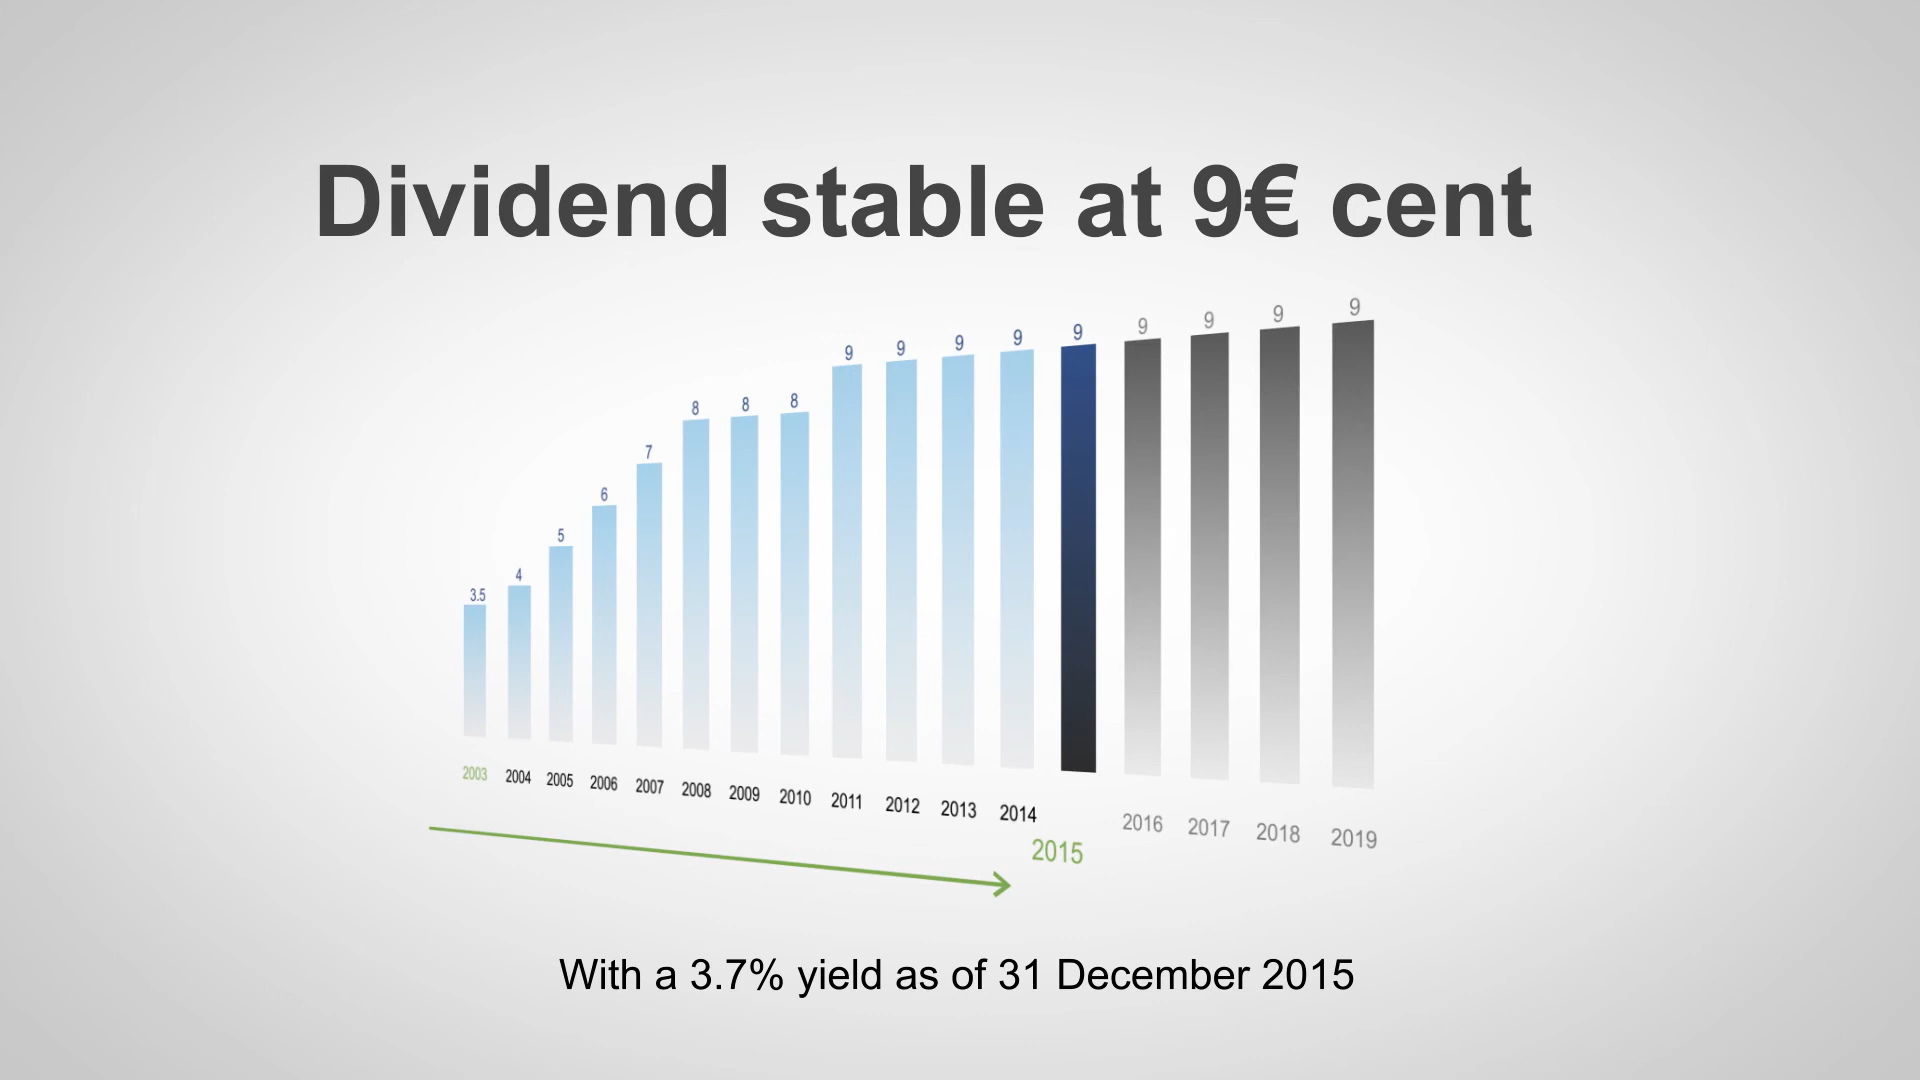 Dividend stable at 9€ cent
3.5 4 5 6 7 8 8 8 9 9 9 9 9 9 9 9 9
2003 2004 2005 2006 2007 2008 2009 2010 2011 2012 2013 2014 2015 2016 2017 2018 2019
With a 3.7% yield as of 31 December 2015